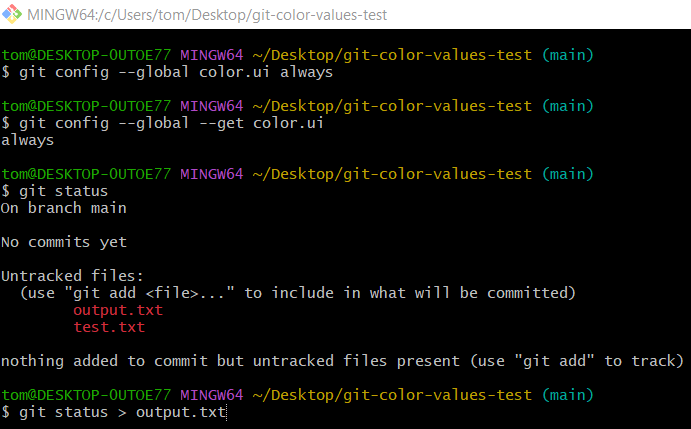 MINGW64:/c/Users/tom/Desktop/git-color-values-test
tom@DESKTOP-OUTOE77 MINGW64 ~/Desktop/git-color-values-test (main)
$ git config --global color.ui always
tom@DESKTOP-OUTOE77 MINGW64 ~/Desktop/git-color-values-test (main)
$ git config --global --get color.ui
always
tom@DESKTOP-OUTOE77 MINGW64 ~/Desktop/git-color-values-test (main)
$ git status
On branch main
No commits yet
Untracked files:
  (use "git add <file>..." to include in what will be committed)
        output.txt
        test.txt
nothing added to commit but untracked files present (use "git add" to track)
tom@DESKTOP-OUTOE77 MINGW64 ~/Desktop/git-color-values-test (main)
$ git status > output.txt